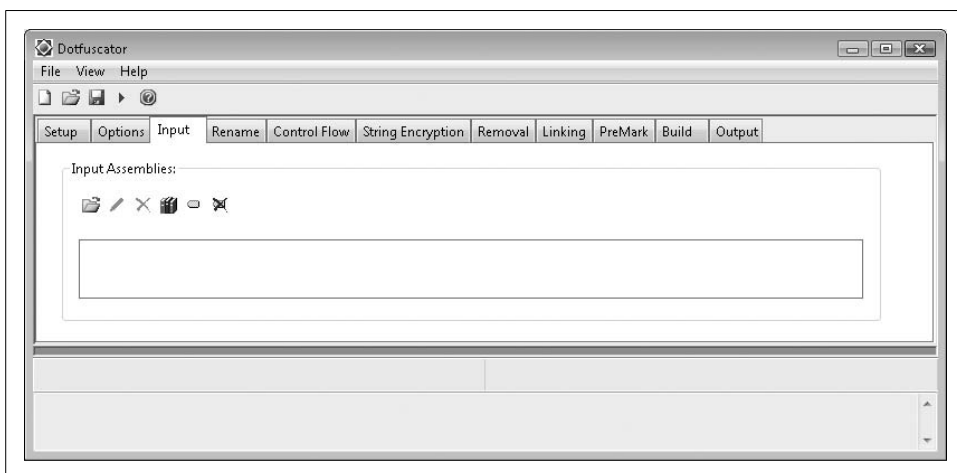 Dotfuscator
File View Help
Setup Options Input Rename Control Flow String Encryption Removal Linking PreMark Build Output
Input Assemblies: